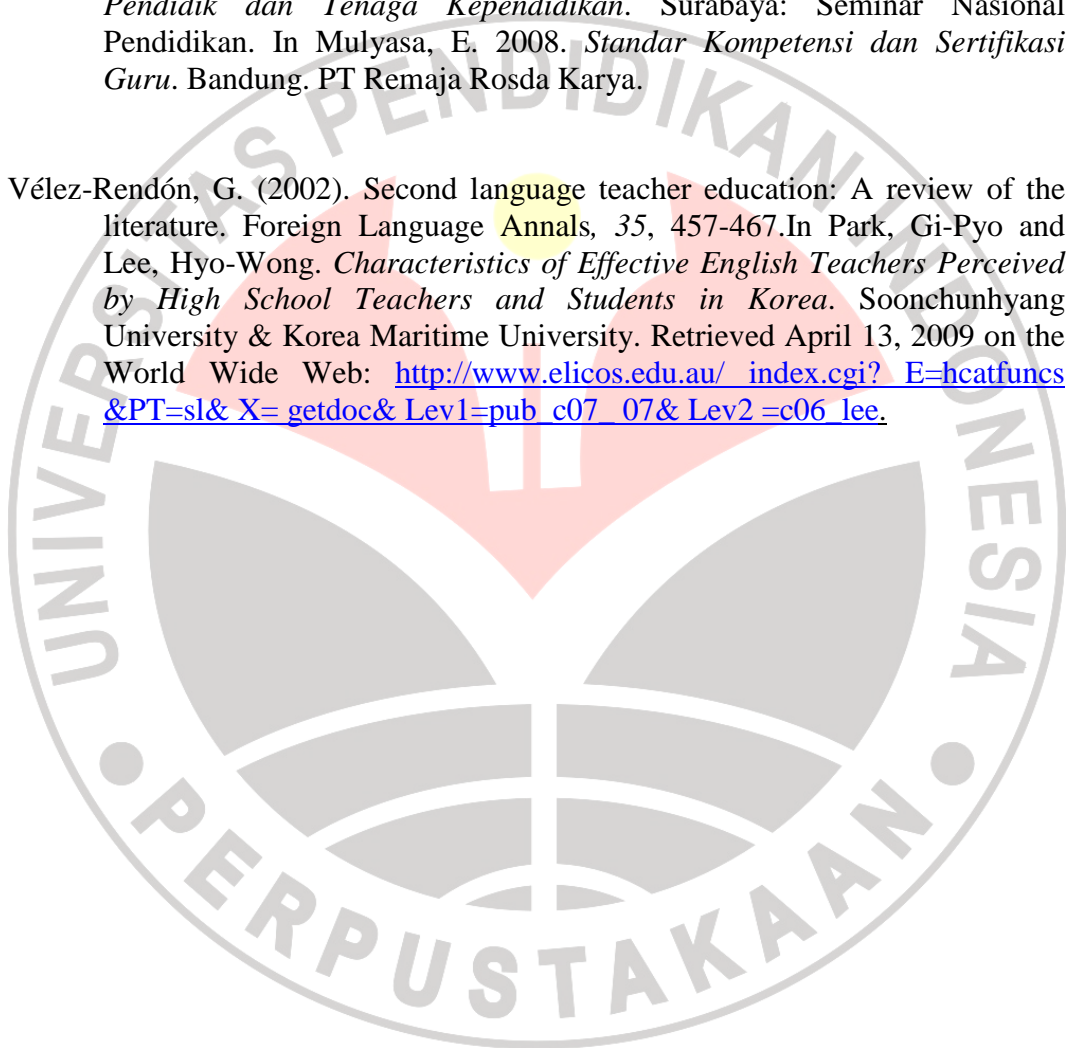 Pendidik dan Tenaga Kependidikan. Surabaya: Seminar Nasional
Pendidikan. In Mulyasa, E. 2008. Standar Kompetensi dan Sertifikasi
Guru. Bandung. PT Remaja Rosda Karya.
Vélez-Rendón, G. (2002). Second language teacher education: A review of the
literature. Foreign Language Annals, 35, 457-467.In Park, Gi-Pyo and
Lee, Hyo-Wong. Characteristics of Effective English Teachers Perceived
by High School Teachers and Students in Korea. Soonchunhyang
University & Korea Maritime University. Retrieved April 13, 2009 on the
World Wide Web: http://www.elicos.edu.au/ index.cgi? E=hcatfuncs
&PT=sl& X= getdoc& Lev1=pub_c07_ 07& Lev2 =c06_lee.
UNIVERSITAS PENDIDIKAN INDONESIA
PERPUSTAKAAN